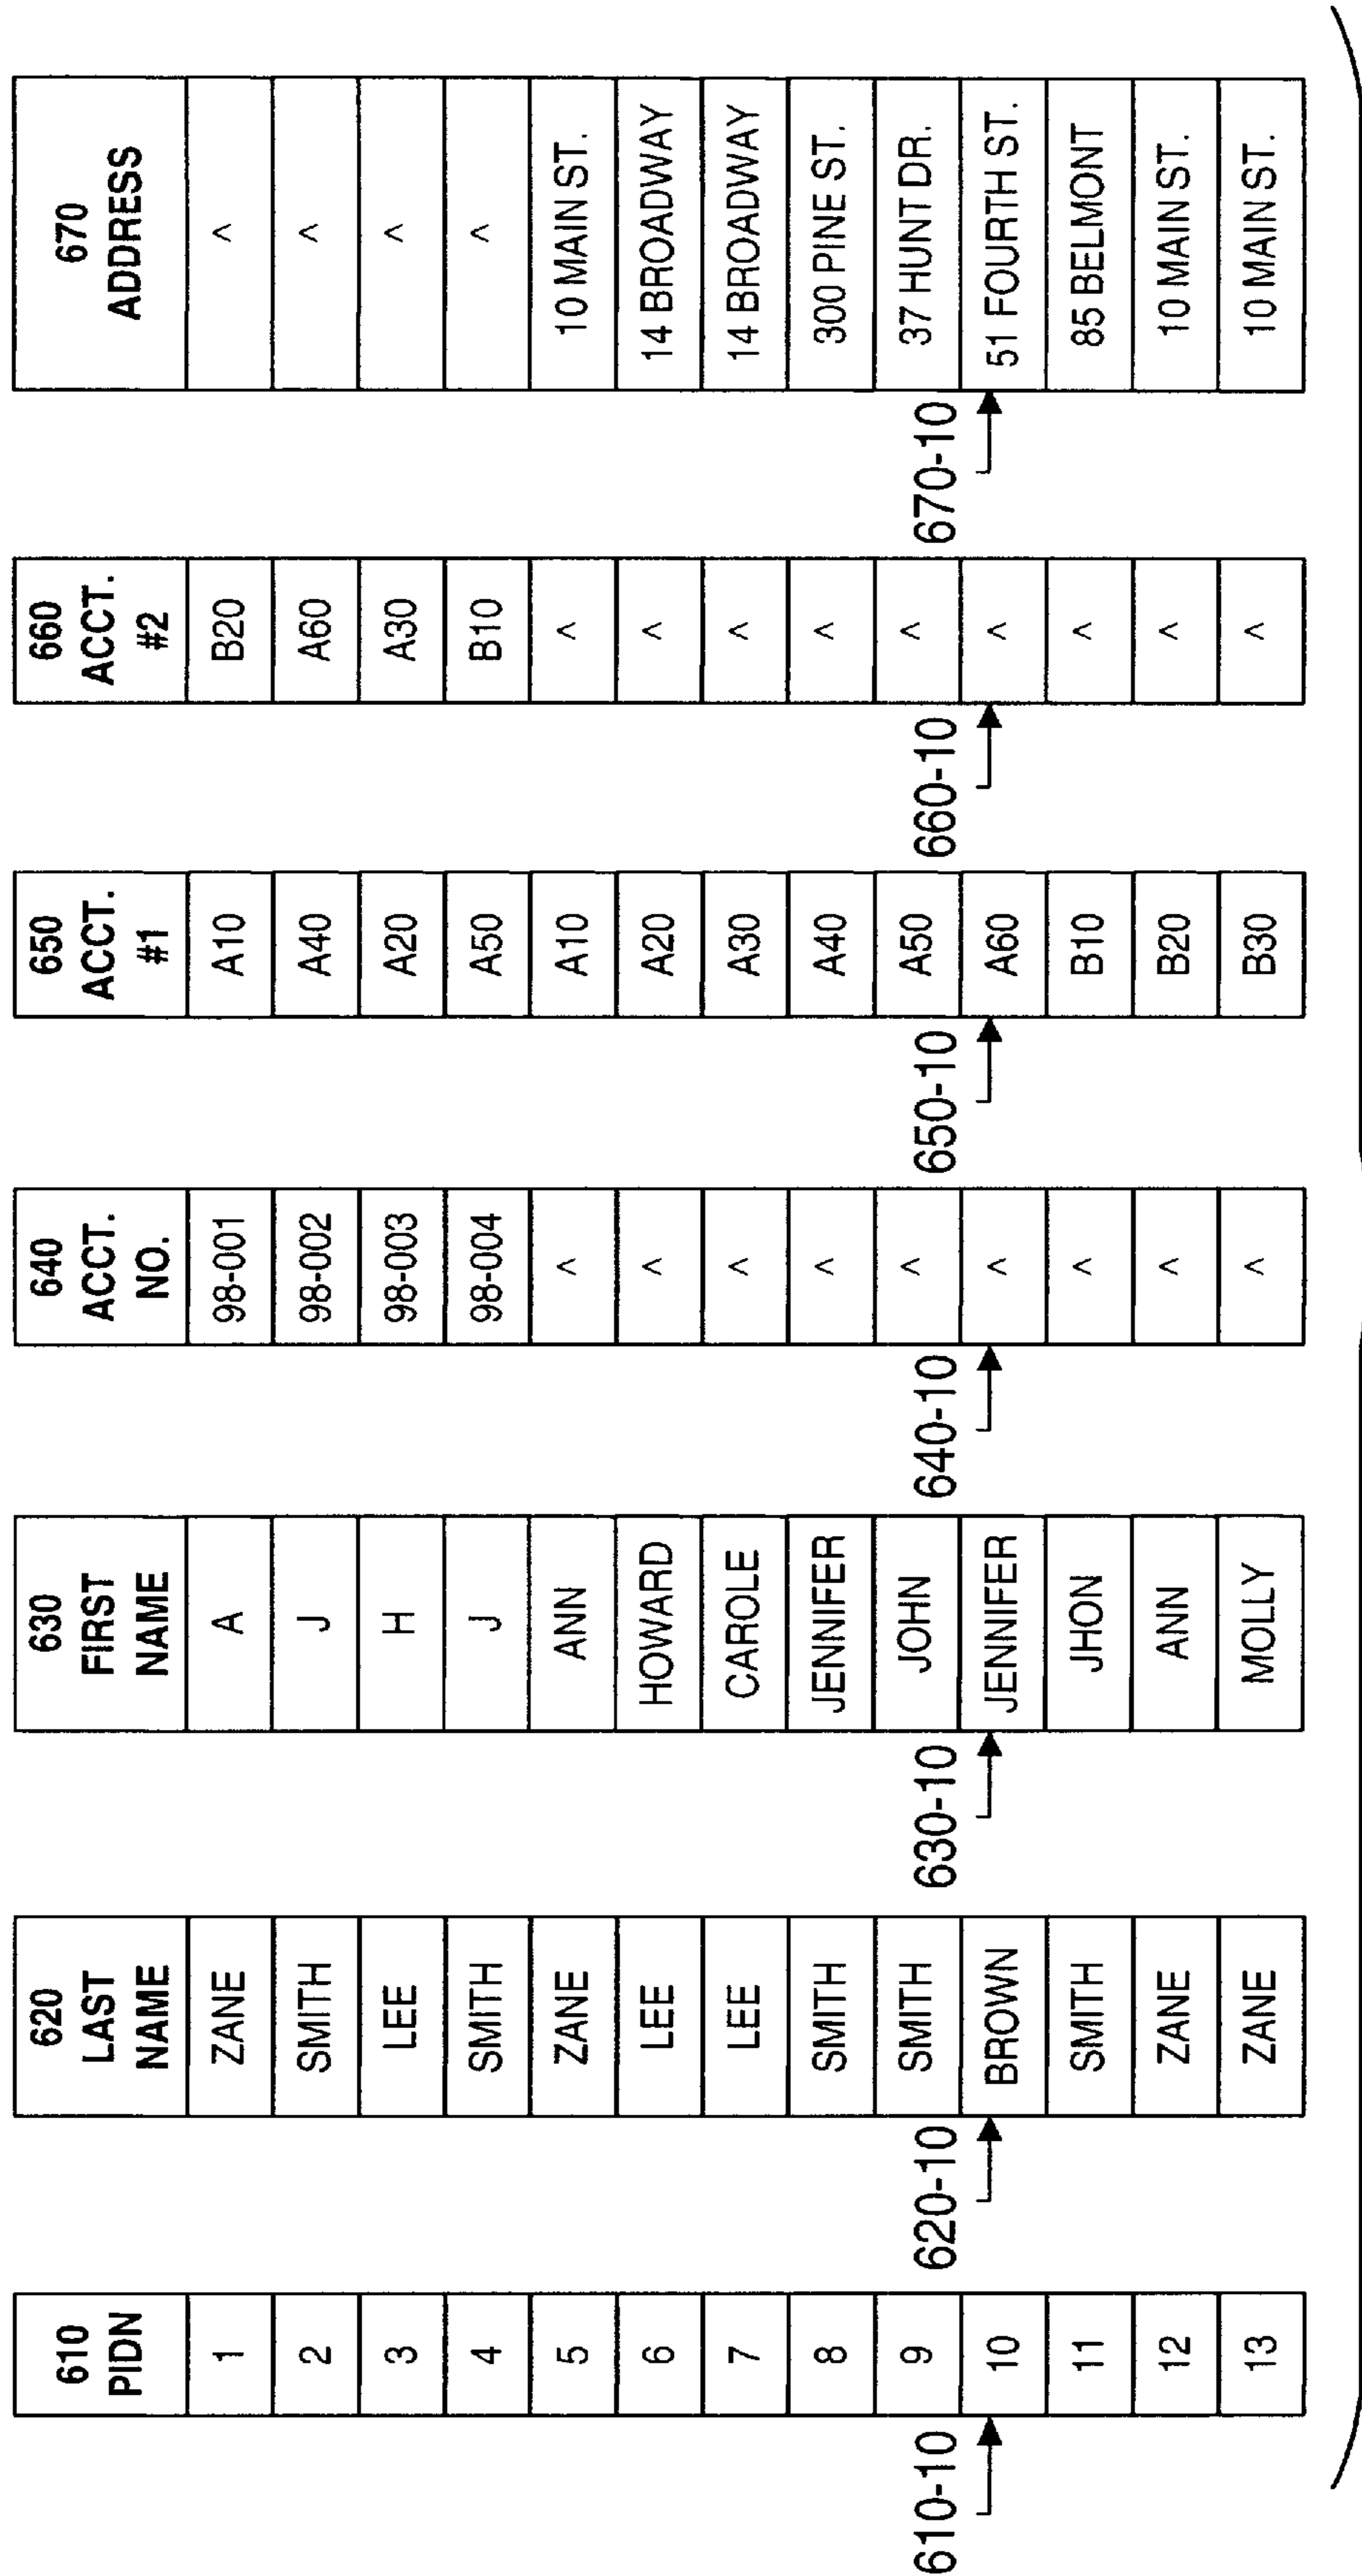 610 620 630 640 650 660 670
PIDN LAST NAME FIRST NAME ACCT. NO. ACCT. #1 ACCT. #2 ADDRESS
1 ZANE A 98-001 A10 B20 ^
2 SMITH J 98-002 A40 A60 ^
3 LEE H 98-003 A20 A30 ^
4 SMITH J 98-004 A50 B10 ^
5 ZANE ANN ^ A10 ^ 10 MAIN ST.
6 LEE HOWARD ^ A20 ^ 14 BROADWAY
7 LEE CAROLE ^ A30 ^ 14 BROADWAY
8 SMITH JENNIFER ^ A40 ^ 300 PINE ST.
9 SMITH JOHN ^ A50 ^ 37 HUNT DR.
610-10 620-10 630-10 640-10 650-10 660-10 670-10
10 BROWN JENNIFER ^ A60 ^ 51 FOURTH ST.
11 SMITH JHON ^ B10 ^ 85 BELMONT
12 ZANE ANN ^ B20 ^ 10 MAIN ST.
13 ZANE MOLLY ^ B30 ^ 10 MAIN ST.